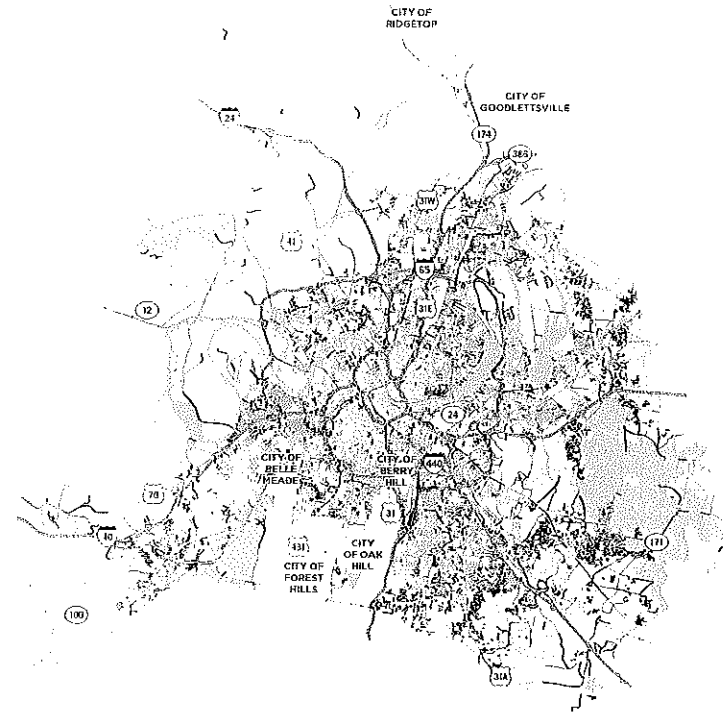 CITY OF
RIDGETOP
CITY OF
GOODLETTSVILLE
24
174
386
31W
41
65
12
31E
24
CITY OF
BELLE
MEADE
CITY OF
BERRY
HILL
440
70
31
431
CITY
OF OAK
HILL
171
40
CITY OF
FOREST
HILLS
100
31A